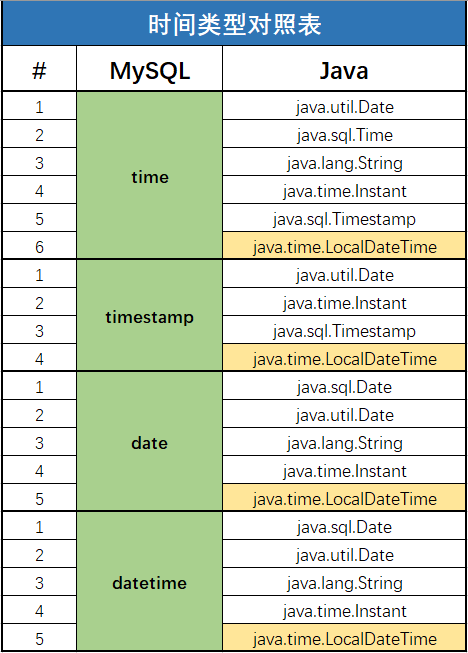 时间类型对照表
# MySQL Java
1 java.util.Date
2 java.sql.Time
3 java.lang.String
time
4 java.time.Instant
5 java.sql.Timestamp
6 java.time.LocalDateTime
1 java.util.Date
2 java.time.Instant
timestamp
3 java.sql.Timestamp
4 java.time.LocalDateTime
1 java.sql.Date
2 java.util.Date
3 date java.lang.String
4 java.time.Instant
5 java.time.LocalDateTime
1 java.sql.Date
2 java.util.Date
3 datetime java.lang.String
4 java.time.Instant
5 java.time.LocalDateTime